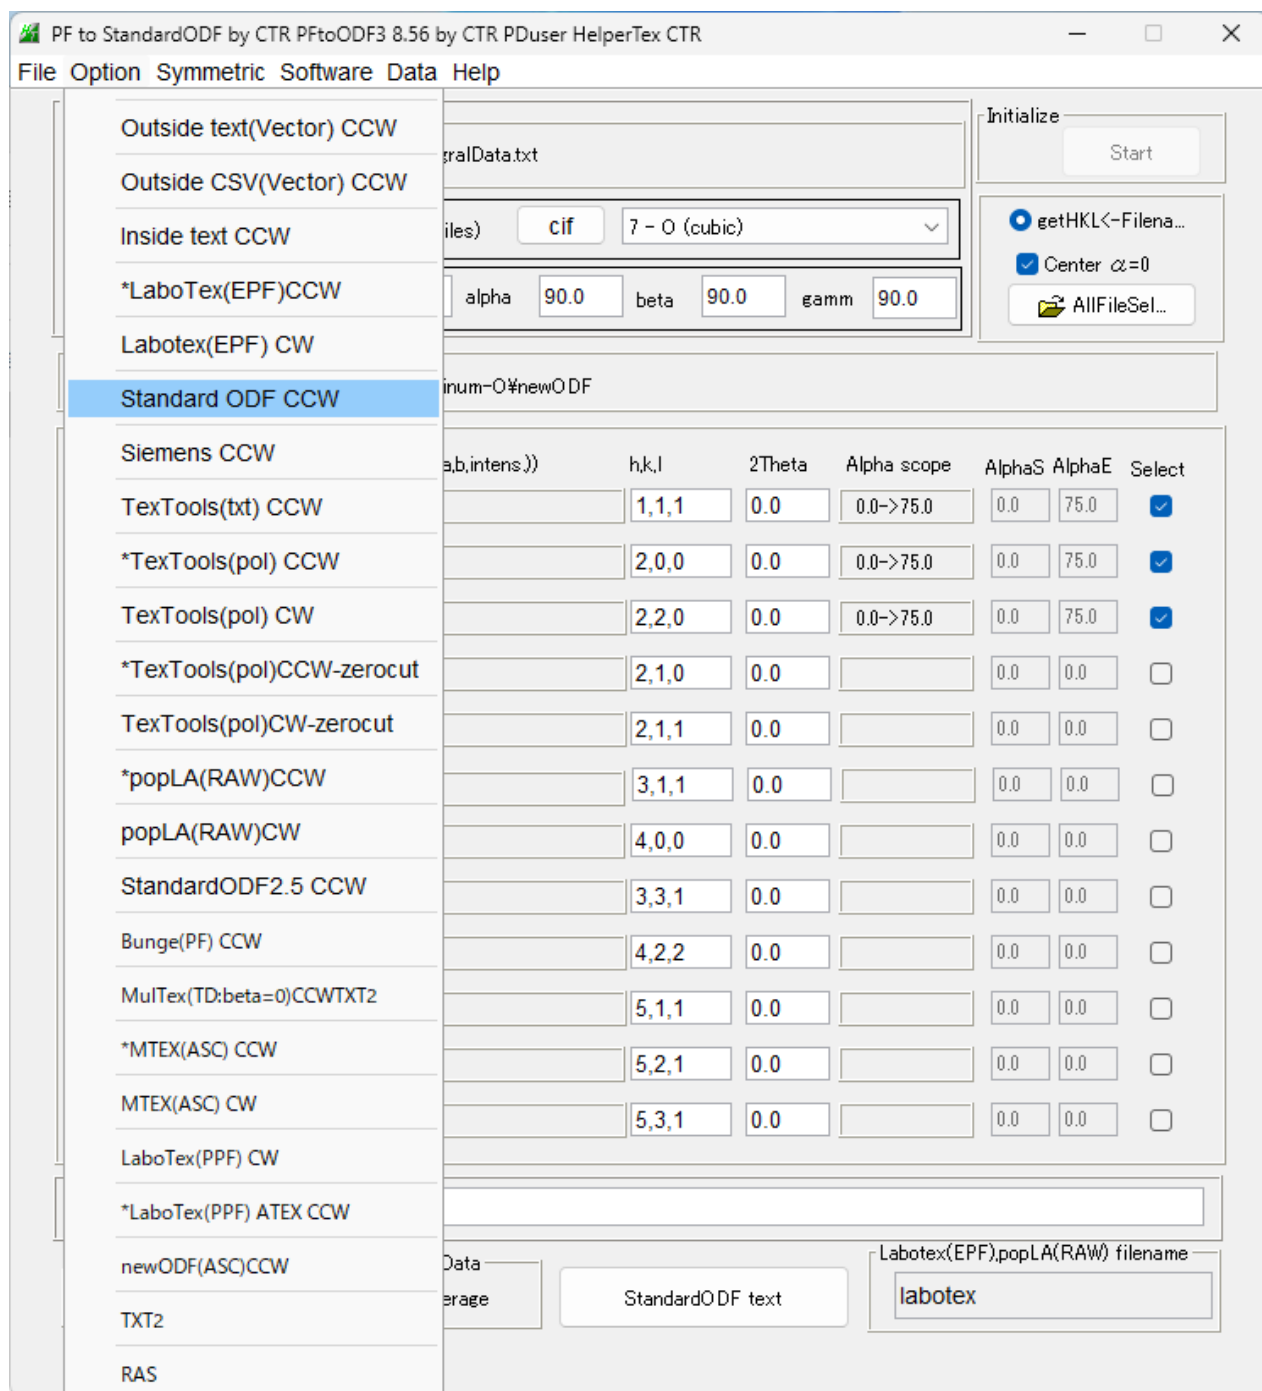 PF to StandardODF by CTR PFtoODF3 8.56 by CTR PDuser HelperTex CTR
File Option Symmetric Software Data Help
Outside text(Vector) CCW
Outside CSV(Vector) CCW
Inside text CCW
*LaboTex(EPF)CCW
Labotex(EPF) CW
Standard ODF CCW
Siemens CCW
TexTools(txt) CCW
*TexTools(pol) CCW
TexTools(pol) CW
*TexTools(pol)CCW-zerocut
TexTools(pol)CW-zerocut
*popLA(RAW)CCW
popLA(RAW)CW
StandardODF2.5 CCW
Bunge(PF) CCW
MulTex(TD:beta=0)CCWTXT2
*MTEX(ASC) CCW
MTEX(ASC) CW
LaboTex(PPF) CW
*LaboTex(PPF) ATEX CCW
newODF(ASC)CCW
TXT2
RAS
gralData.txt
Initialize
Start
iles) cif 7 - O (cubic)
getHKL<-Filena...
Center α=0
AllFileSel...
alpha 90.0 beta 90.0 gamm 90.0
inum-O¥newODF
a,b,intens.)) h,k,l 2Theta Alpha scope AlphaS AlphaE Select
1,1,1 0.0 0.0->75.0 0.0 75.0
2,0,0 0.0 0.0->75.0 0.0 75.0
2,2,0 0.0 0.0->75.0 0.0 75.0
2,1,0 0.0 0.0 0.0
2,1,1 0.0 0.0 0.0
3,1,1 0.0 0.0 0.0
4,0,0 0.0 0.0 0.0
3,3,1 0.0 0.0 0.0
4,2,2 0.0 0.0 0.0
5,1,1 0.0 0.0 0.0
5,2,1 0.0 0.0 0.0
5,3,1 0.0 0.0 0.0
Data
erage
StandardODF text
Labotex(EPF),popLA(RAW) filename
labotex